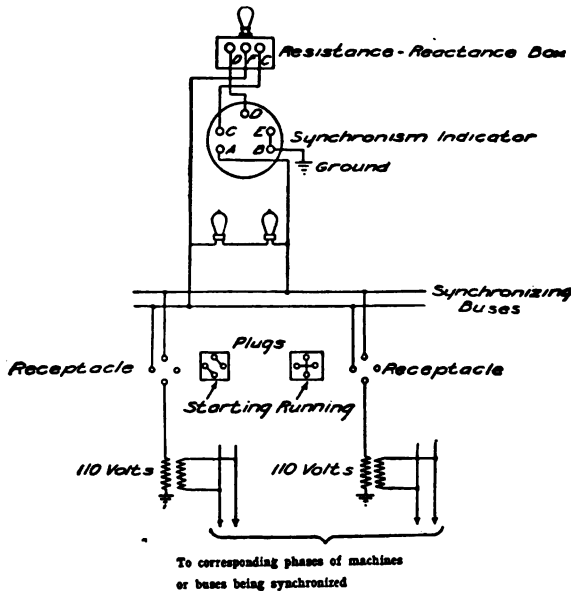 D F C
Resistance-Reactance Box
D
C E
A B
Synchronism Indicator
Ground
Synchronizing
Buses
Receptacle
Plugs
Receptacle
Starting Running
110 Volts
110 Volts
To corresponding phases of machines
or buses being synchronized